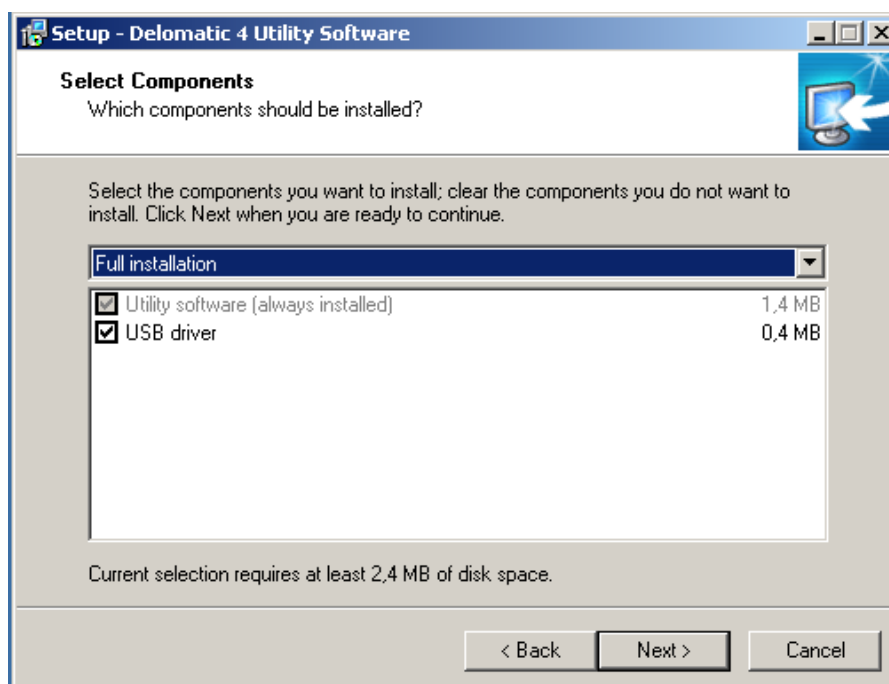 Setup - Delomatic 4 Utility Software
Select Components
Which components should be installed?
Select the components you want to install; clear the components you do not want to
install. Click Next when you are ready to continue.
Full installation
Utility software (always installed) 1,4 MB
USB driver 0,4 MB
Current selection requires at least 2,4 MB of disk space.
< Back Next > Cancel